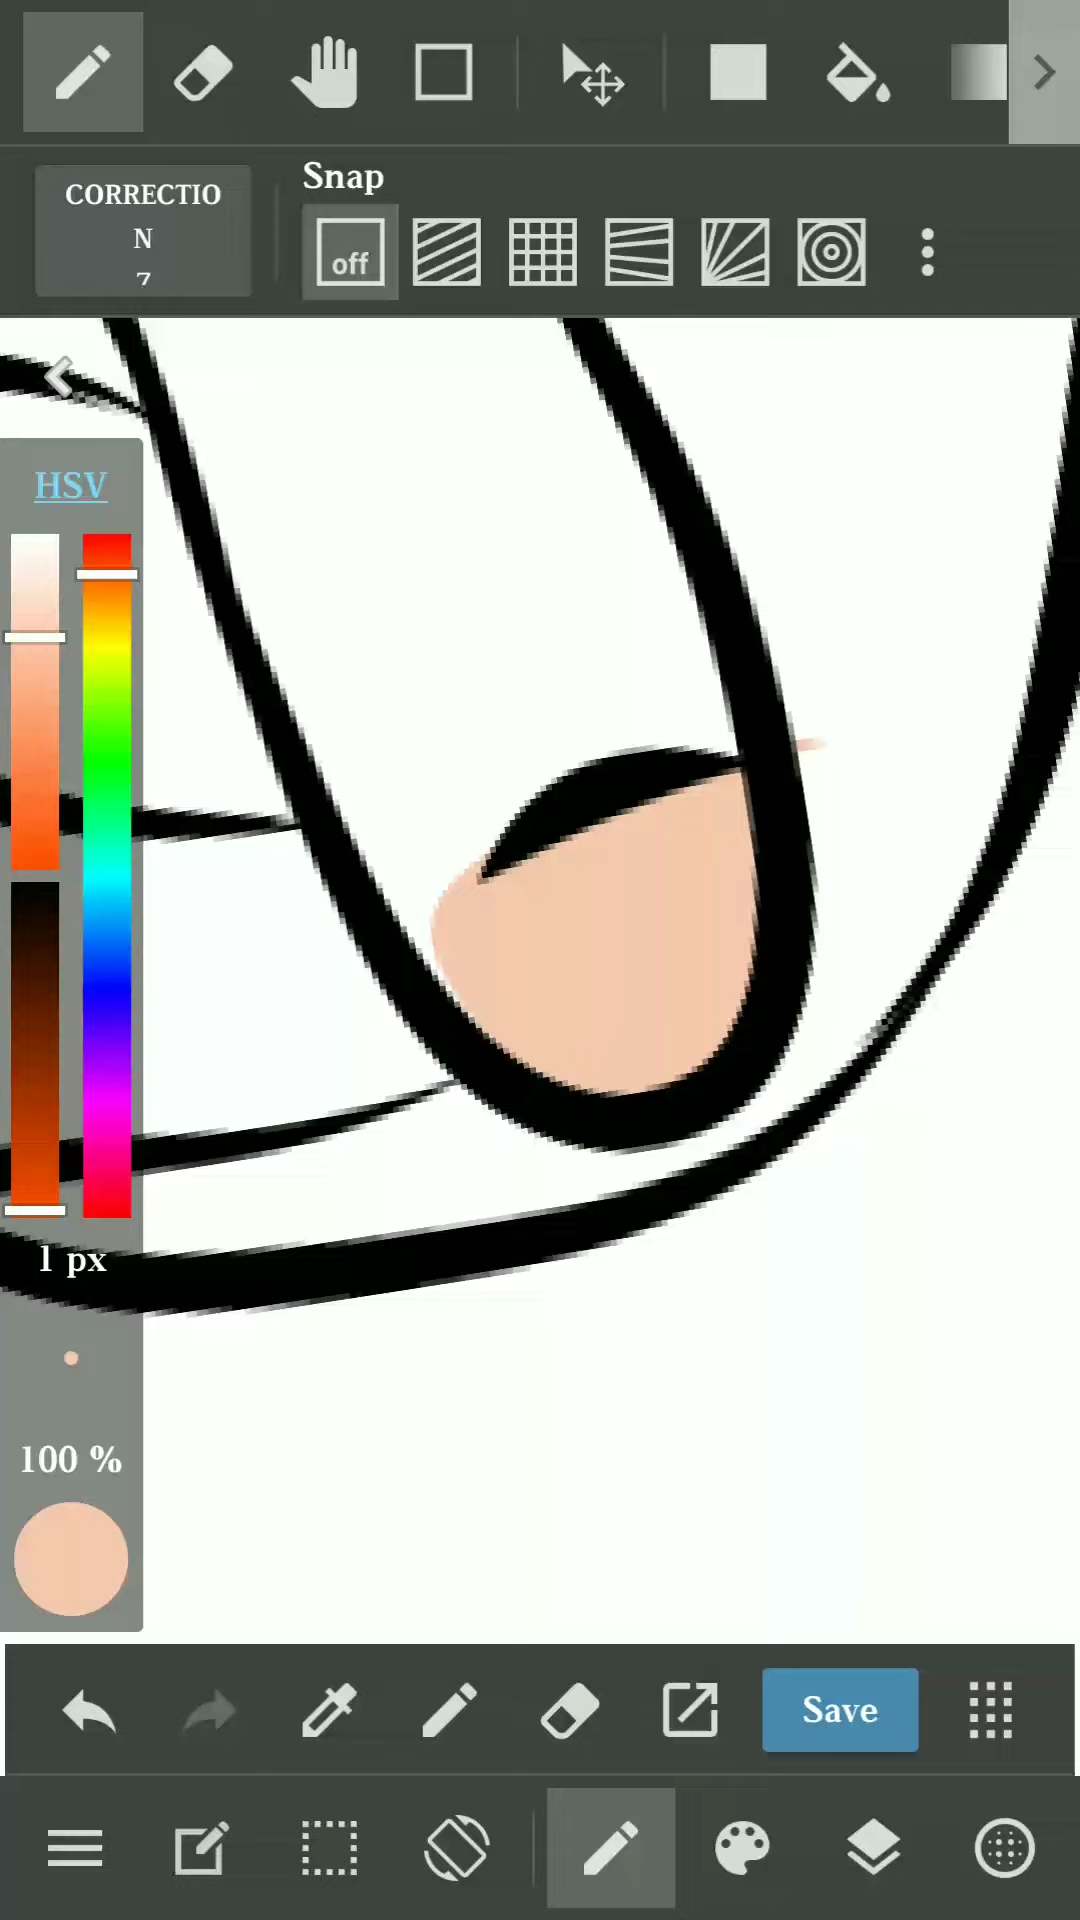 CORRECTIO
N
7
Snap
off
HSV
1 px
100 %
Save